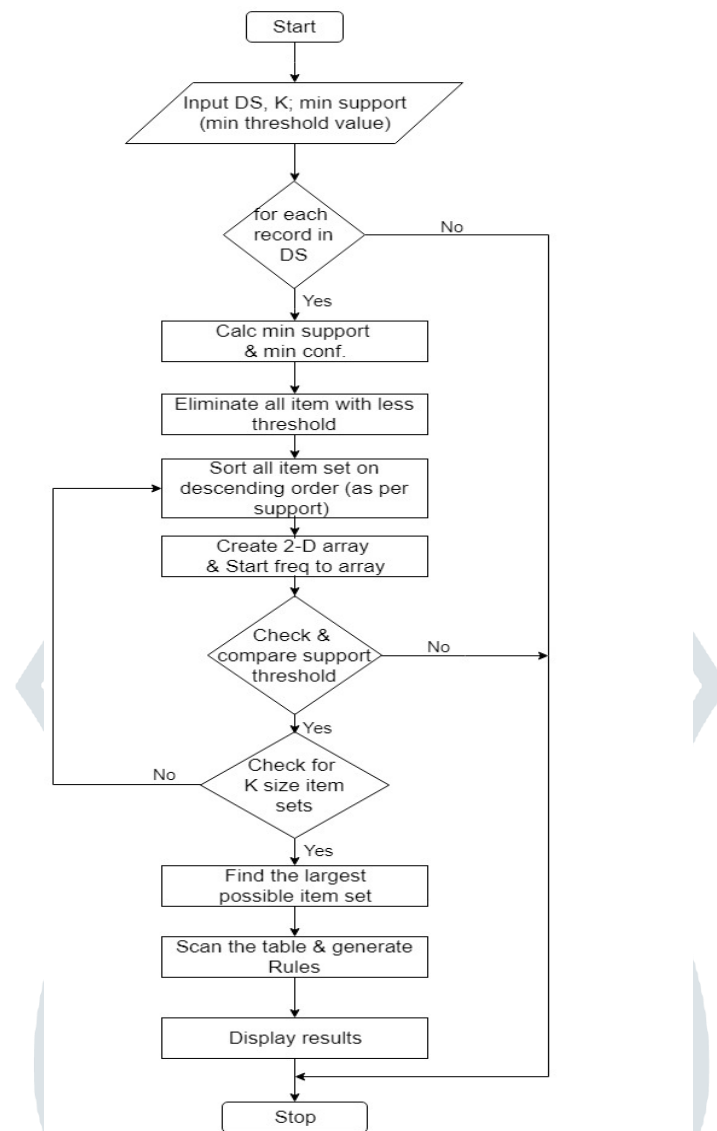 Start
Input DS, K; min support
(min threshold value)
for each
record in
DS
No
Yes
Calc min support
& min conf.
Eliminate all item with less
threshold
Sort all item set on
descending order (as per
support)
Create 2-D array
& Start freq to array
Check &
compare support
threshold
No
Yes
Check for
K size item
sets
No
Yes
Find the largest
possible item set
Scan the table & generate
Rules
Display results
Stop